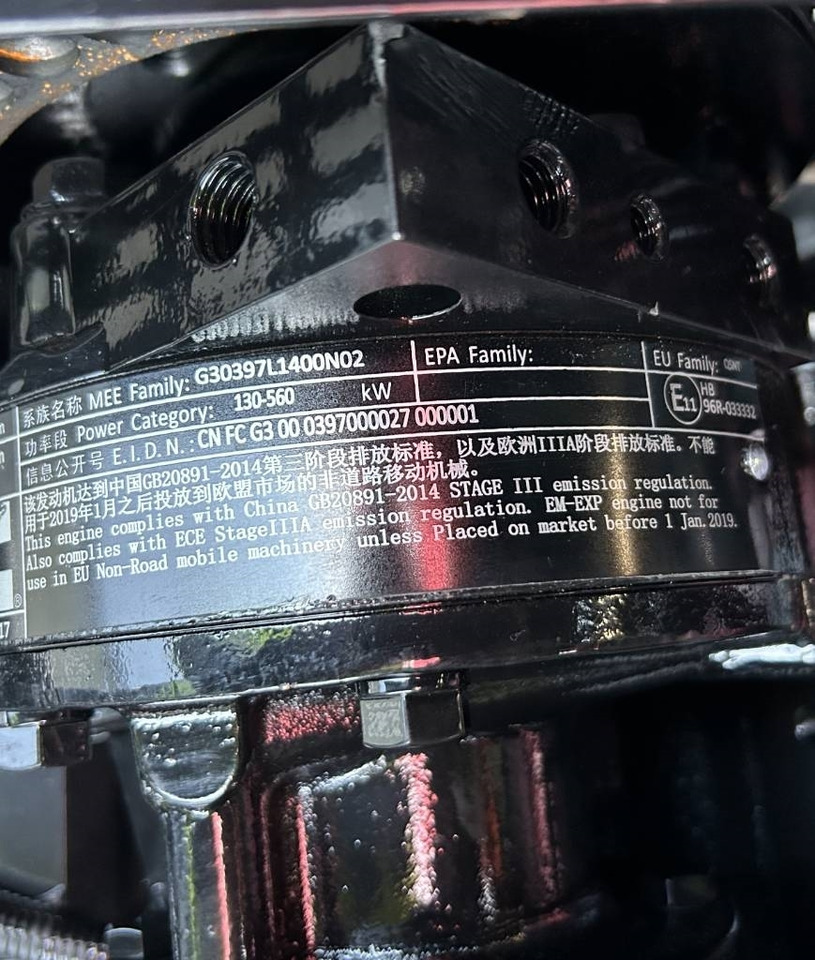 系族名称 MEE Family: G30397L1400N02
EPA Family:
EU Family: QSNT
功率段 Power Category: 130-560 kW
E11
HB
96R-033332
信息公开号 E.I.D.N.: CN FC G3 00 0397000027 000001
该发动机达到中国GB20891-2014第三阶段排放标准，以及欧洲IIIA阶段排放标准。不能
用于2019年1月之后投放到欧盟市场的非道路移动机械。
This engine complies with China GB20891-2014 STAGE III emission regulation.
Also complies with ECE StageIIIA emission regulation. EM-EXP engine not for
use in EU Non-Road mobile machinery unless Placed on market before 1 Jan.2019.
®
17